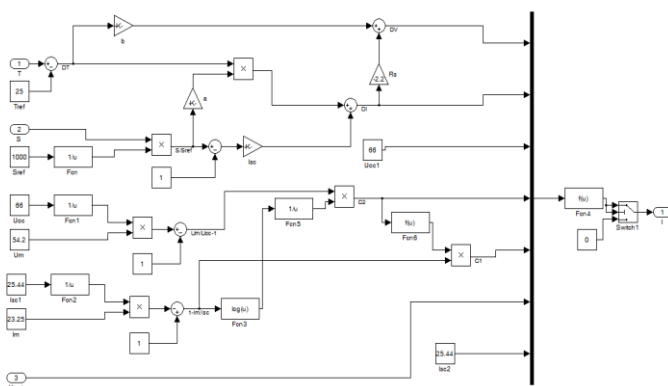 -K-
b
DV
1
T
DT
25
Tref
×
-2.2
Rs
-K-
a
DI
2
S
×
S/Sref
-K-
Isc
1000
Sref
1/u
Fcn
1
66
Uoc1
66
Uoc
1/u
Fcn1
54.2
Um
×
Um/Uoc-1
1
1/u
Fcn5
×
C2
f(u)
Fcn6
×
C1
f(u)
Fcn4
Switch1
1
I
0
25.44
Isc1
1/u
Fcn2
23.25
Im
×
1-Im/Isc
1
log(u)
Fcn3
25.44
Isc2
3